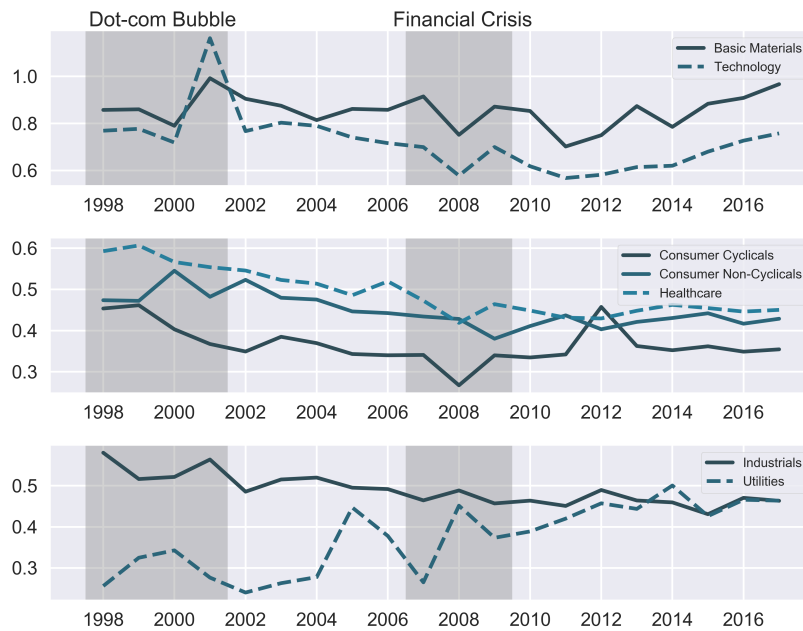 Dot-com Bubble Financial Crisis
Basic Materials
Technology
1.0
0.8
0.6
1998 2000 2002 2004 2006 2008 2010 2012 2014 2016
Consumer Cyclicals
Consumer Non-Cyclicals
Healthcare
0.6
0.5
0.4
0.3
1998 2000 2002 2004 2006 2008 2010 2012 2014 2016
Industrials
Utilities
0.5
0.4
0.3
1998 2000 2002 2004 2006 2008 2010 2012 2014 2016